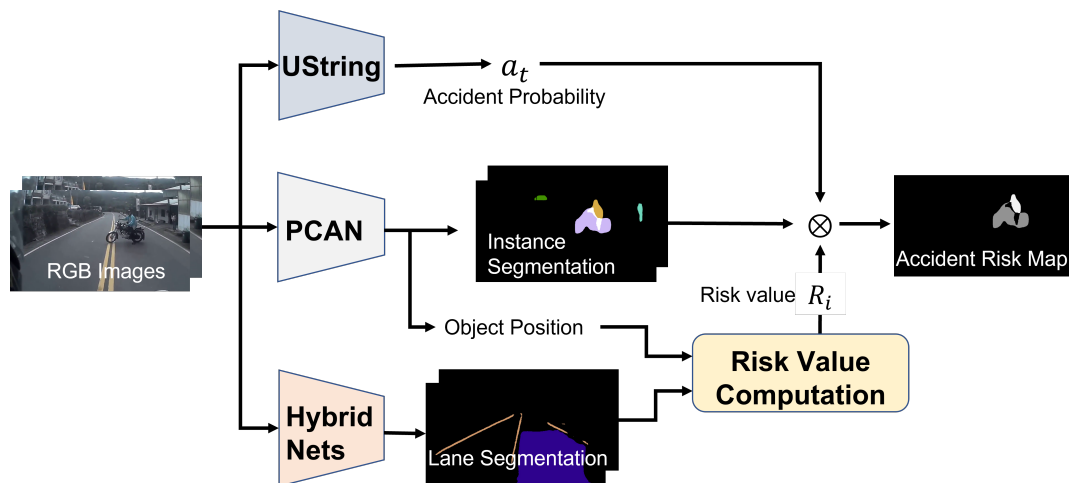 UString
a_t
Accident Probability
RGB Images
PCAN
Instance
Segmentation
⊗
Accident Risk Map
Risk value
R_i
Object Position
Risk Value
Computation
Hybrid
Nets
Lane Segmentation